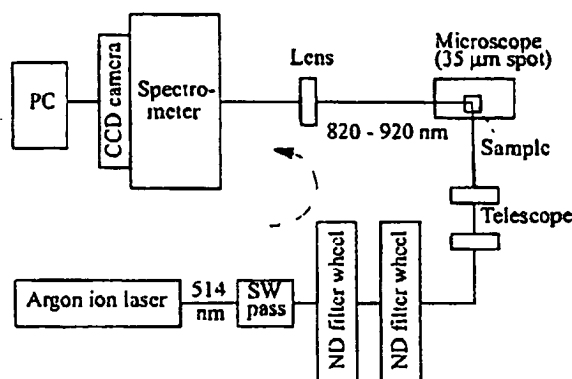 Microscope
(35 µm spot)
Lens
PC
CCD camera
Spectro-
meter
820 - 920 nm
Sample
Telescope
Argon ion laser
514
nm
SW
pass
ND filter wheel
ND filter wheel